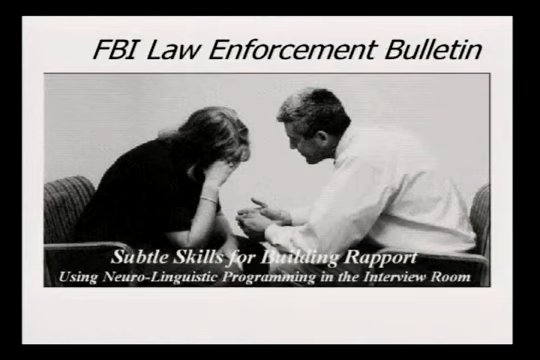 FBI Law Enforcement Bulletin
Subtle Skills for Building Rapport
Using Neuro-Linguistic Programming in the Interview Room